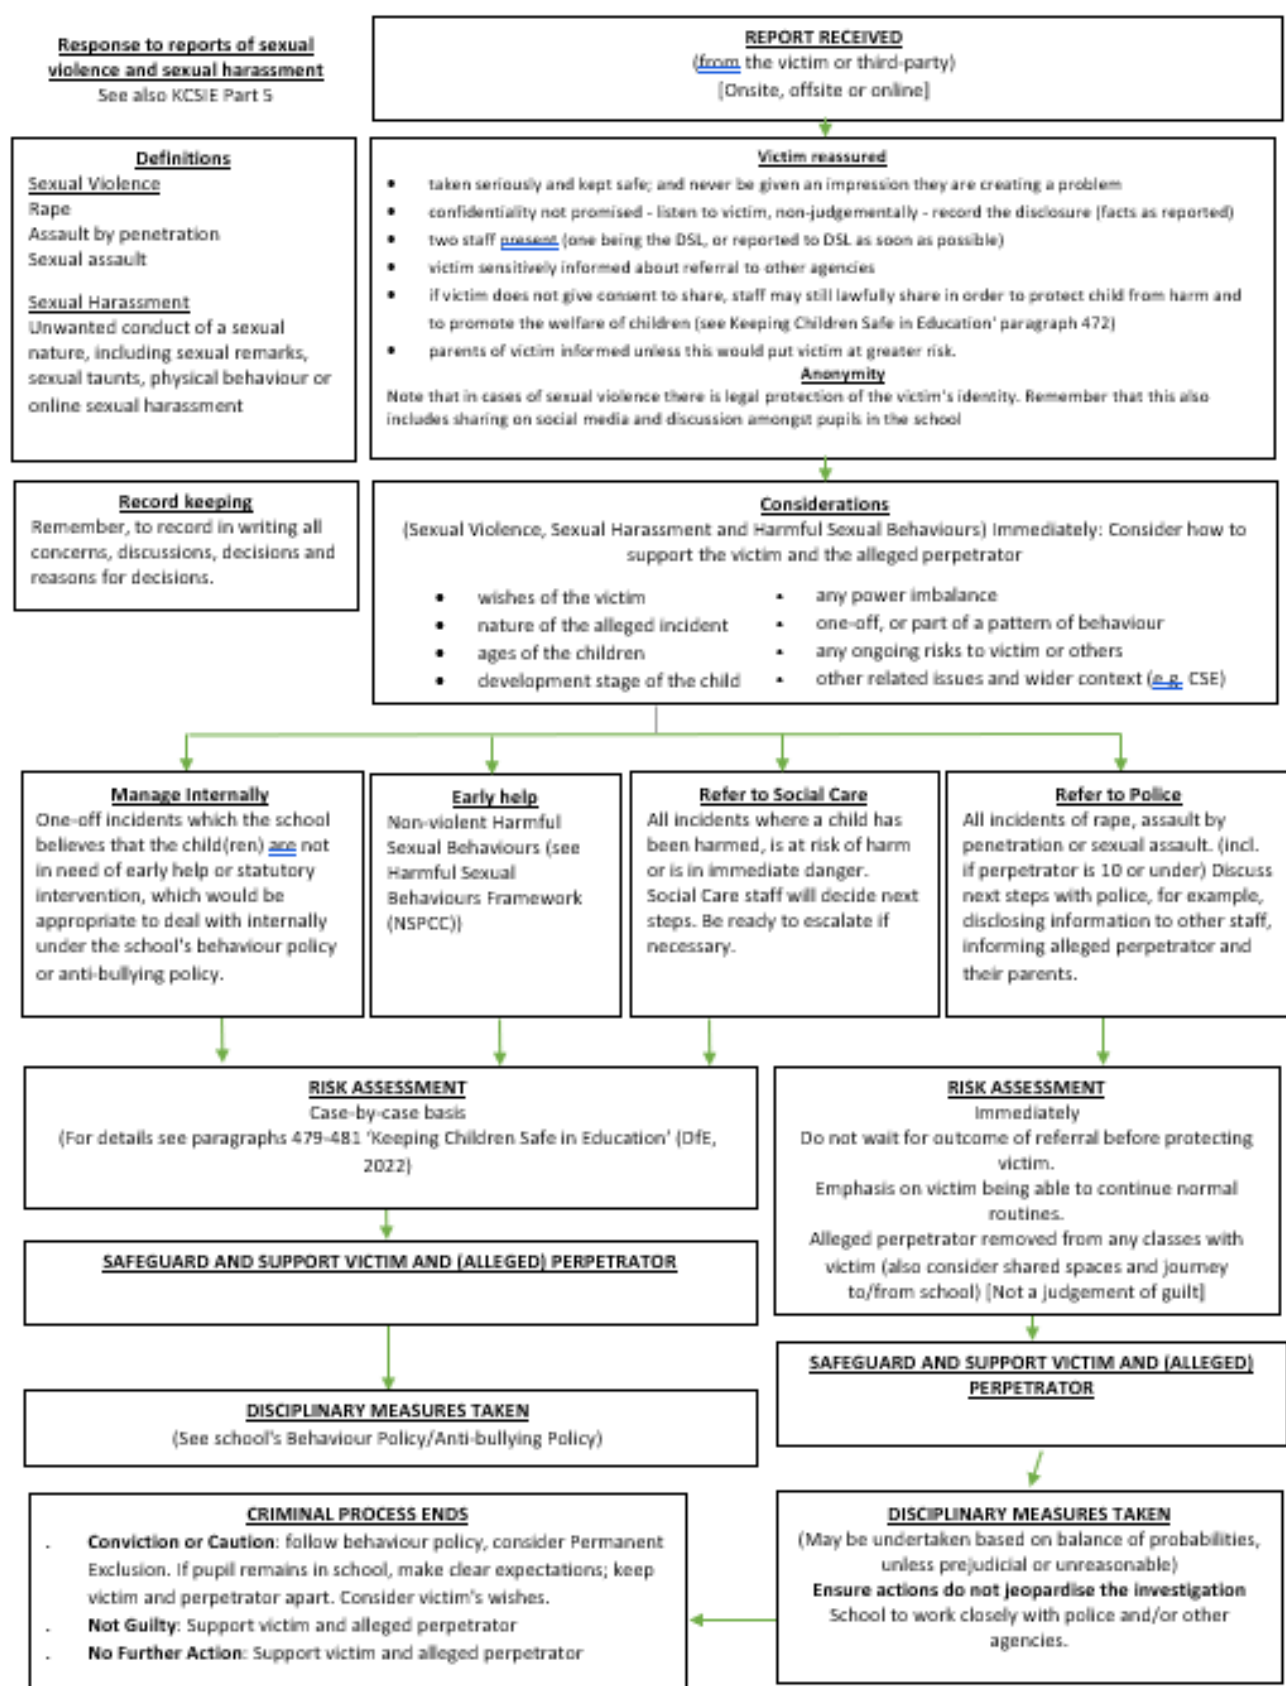 Response to reports of sexual
violence and sexual harassment
See also KCSIE Part 5
REPORT RECEIVED
(from the victim or third-party)
[Onsite, offsite or online]
Definitions
Sexual Violence
Rape
Assault by penetration
Sexual assault
Sexual Harassment
Unwanted conduct of a sexual
nature, including sexual remarks,
sexual taunts, physical behaviour or
online sexual harassment
Victim reassured
• taken seriously and kept safe; and never be given an impression they are creating a problem
• confidentiality not promised - listen to victim, non-judgementally - record the disclosure (facts as reported)
• two staff present (one being the DSL, or reported to DSL as soon as possible)
• victim sensitively informed about referral to other agencies
• if victim does not give consent to share, staff may still lawfully share in order to protect child from harm and
to promote the welfare of children (see Keeping Children Safe in Education' paragraph 472)
• parents of victim informed unless this would put victim at greater risk.
Anonymity
Note that in cases of sexual violence there is legal protection of the victim's identity. Remember that this also
includes sharing on social media and discussion amongst pupils in the school
Record keeping
Remember, to record in writing all
concerns, discussions, decisions and
reasons for decisions.
Considerations
(Sexual Violence, Sexual Harassment and Harmful Sexual Behaviours) Immediately: Consider how to
support the victim and the alleged perpetrator
• wishes of the victim
• nature of the alleged incident
• ages of the children
• development stage of the child
• any power imbalance
• one-off, or part of a pattern of behaviour
• any ongoing risks to victim or others
• other related issues and wider context (e.g. CSE)
Manage Internally
One-off incidents which the school
believes that the child(ren) are not
in need of early help or statutory
intervention, which would be
appropriate to deal with internally
under the school's behaviour policy
or anti-bullying policy.
Early help
Non-violent Harmful
Sexual Behaviours (see
Harmful Sexual
Behaviours Framework
(NSPCC))
Refer to Social Care
All incidents where a child has
been harmed, is at risk of harm
or is in immediate danger.
Social Care staff will decide next
steps. Be ready to escalate if
necessary.
Refer to Police
All incidents of rape, assault by
penetration or sexual assault. (incl.
if perpetrator is 10 or under) Discuss
next steps with police, for example,
disclosing information to other staff,
informing alleged perpetrator and
their parents.
RISK ASSESSMENT
Case-by-case basis
(For details see paragraphs 479-481 'Keeping Children Safe in Education' (DfE,
2022)
SAFEGUARD AND SUPPORT VICTIM AND (ALLEGED) PERPETRATOR
DISCIPLINARY MEASURES TAKEN
(See school's Behaviour Policy/Anti-bullying Policy)
RISK ASSESSMENT
Immediately
Do not wait for outcome of referral before protecting
victim.
Emphasis on victim being able to continue normal
routines.
Alleged perpetrator removed from any classes with
victim (also consider shared spaces and journey
to/from school) [Not a judgement of guilt]
SAFEGUARD AND SUPPORT VICTIM AND (ALLEGED)
PERPETRATOR
DISCIPLINARY MEASURES TAKEN
(May be undertaken based on balance of probabilities,
unless prejudicial or unreasonable)
Ensure actions do not jeopardise the investigation
School to work closely with police and/or other
agencies.
CRIMINAL PROCESS ENDS
. Conviction or Caution: follow behaviour policy, consider Permanent
Exclusion. If pupil remains in school, make clear expectations; keep
victim and perpetrator apart. Consider victim's wishes.
. Not Guilty: Support victim and alleged perpetrator
. No Further Action: Support victim and alleged perpetrator